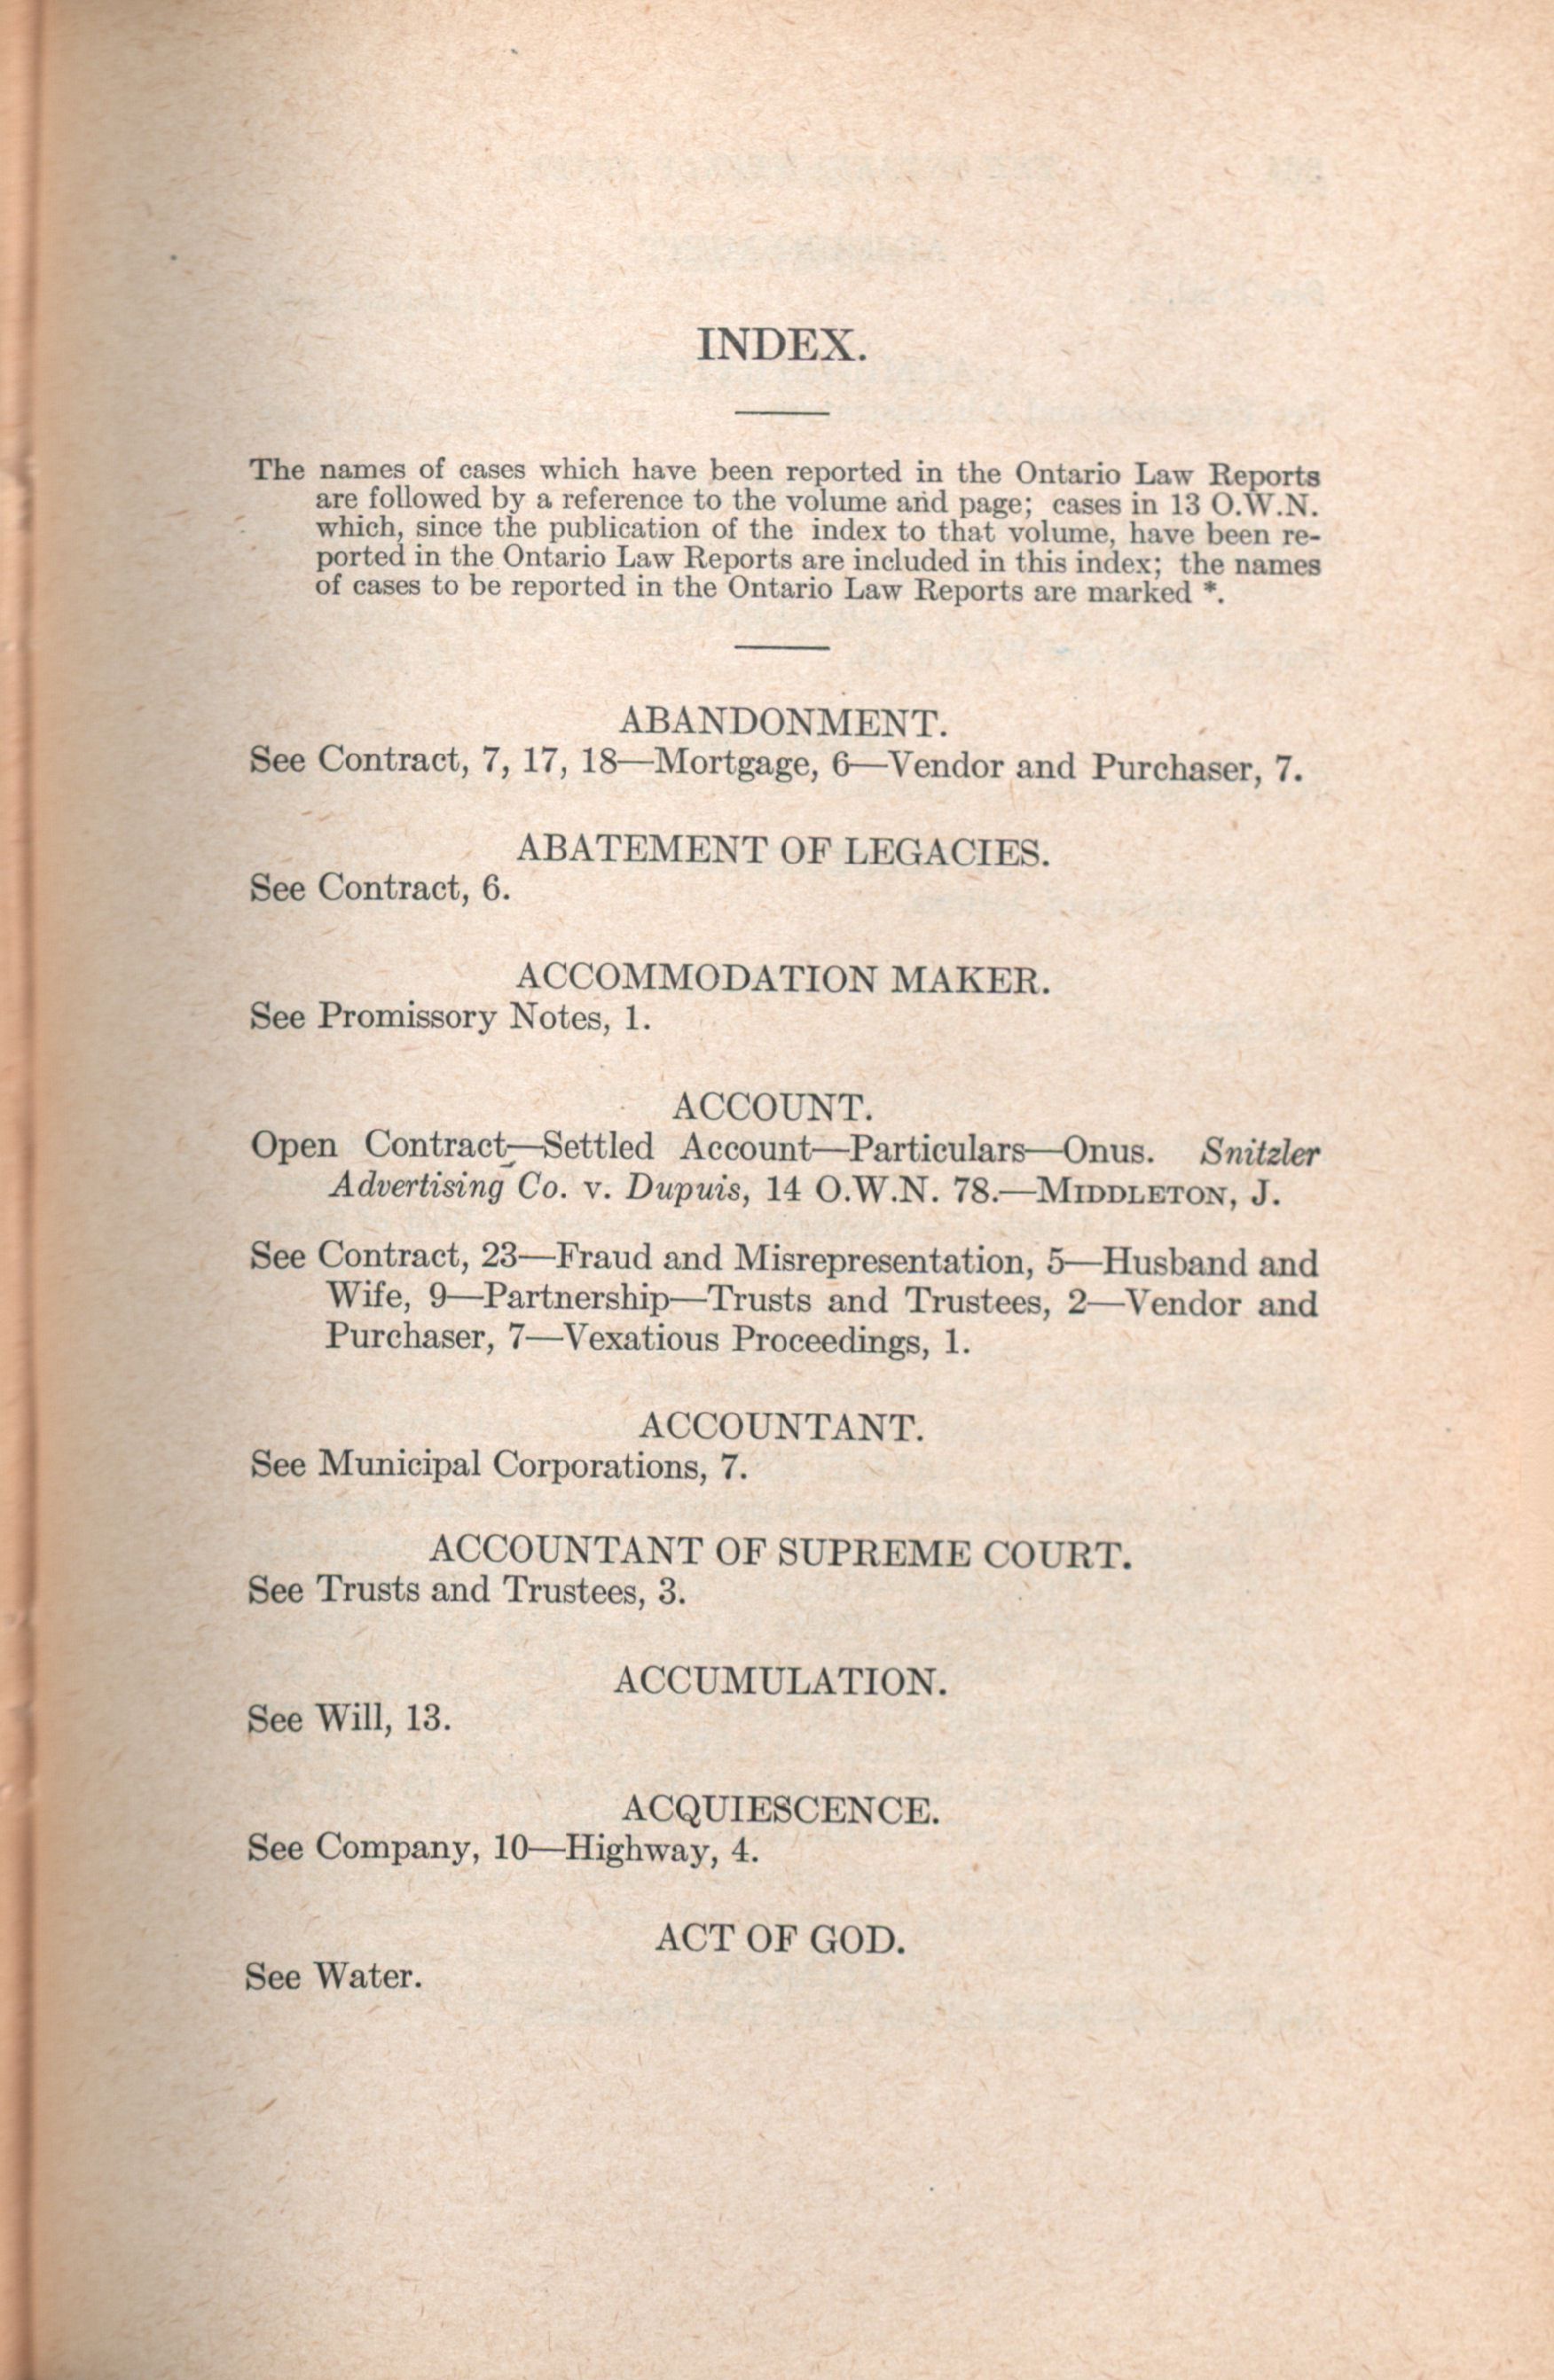 INDEX.
The names of cases which have been reported in the Ontario Law Reports
are followed by a reference to the volume and page; cases in 13 O.W.N.
which, since the publication of the index to that volume, have been re-
ported in the Ontario Law Reports are included in this index; the names
of cases to be reported in the Ontario Law Reports are marked *.
ABANDONMENT.
See Contract, 7, 17, 18—Mortgage, 6—Vendor and Purchaser, 7.
ABATEMENT OF LEGACIES.
See Contract, 6.
ACCOMMODATION MAKER.
See Promissory Notes, 1.
ACCOUNT.
Open Contract—Settled Account—Particulars—Onus. Snitzler
Advertising Co. v. Dupuis, 14 O.W.N. 78.—MIDDLETON, J.
See Contract, 23—Fraud and Misrepresentation, 5—Husband and
Wife, 9—Partnership—Trusts and Trustees, 2—Vendor and
Purchaser, 7—Vexatious Proceedings, 1.
ACCOUNTANT.
See Municipal Corporations, 7.
ACCOUNTANT OF SUPREME COURT.
See Trusts and Trustees, 3.
ACCUMULATION.
See Will, 13.
ACQUIESCENCE.
See Company, 10—Highway, 4.
ACT OF GOD.
See Water.